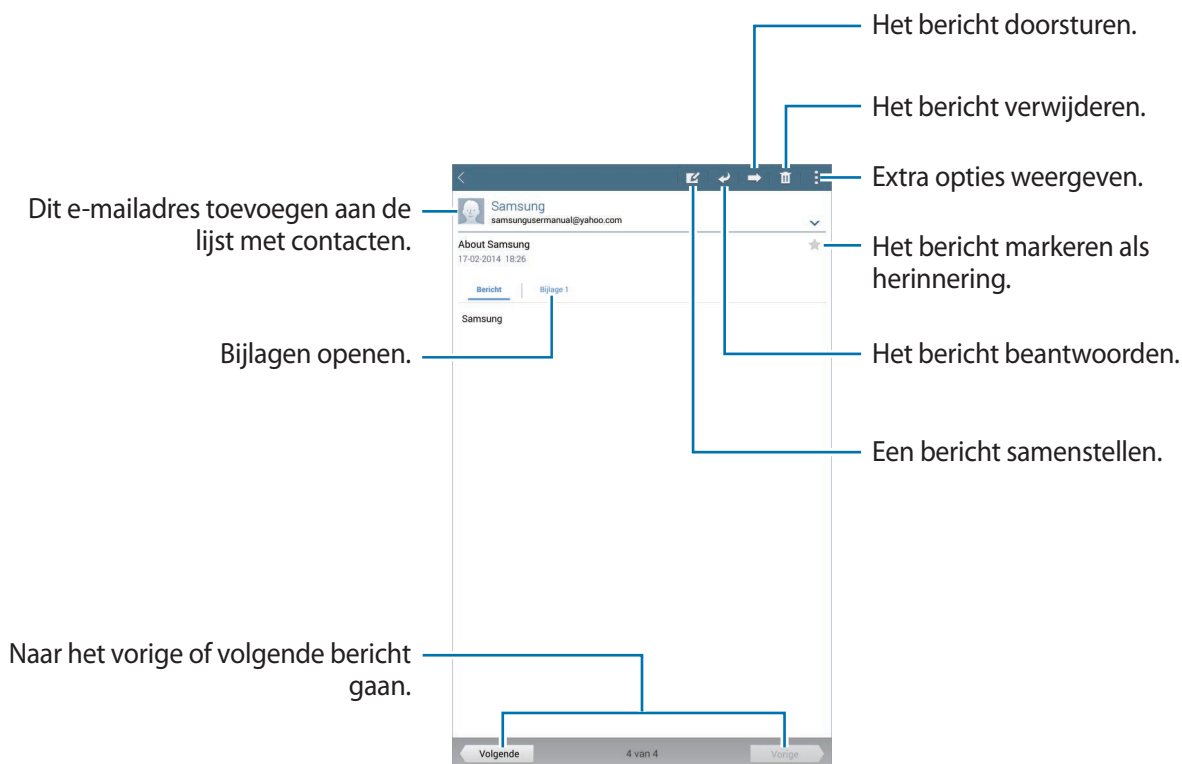 Het bericht doorsturen.
Het bericht verwijderen.
Extra opties weergeven.
Dit e-mailadres toevoegen aan de
lijst met contacten.
Samsung
samsungusermanual@yahoo.com
About Samsung
17-02-2014 18:26
Het bericht markeren als
herinnering.
Bericht
Bijlage 1
Samsung
Bijlagen openen.
Het bericht beantwoorden.
Een bericht samenstellen.
Naar het vorige of volgende bericht
gaan.
Volgende
4 van 4
Vorige